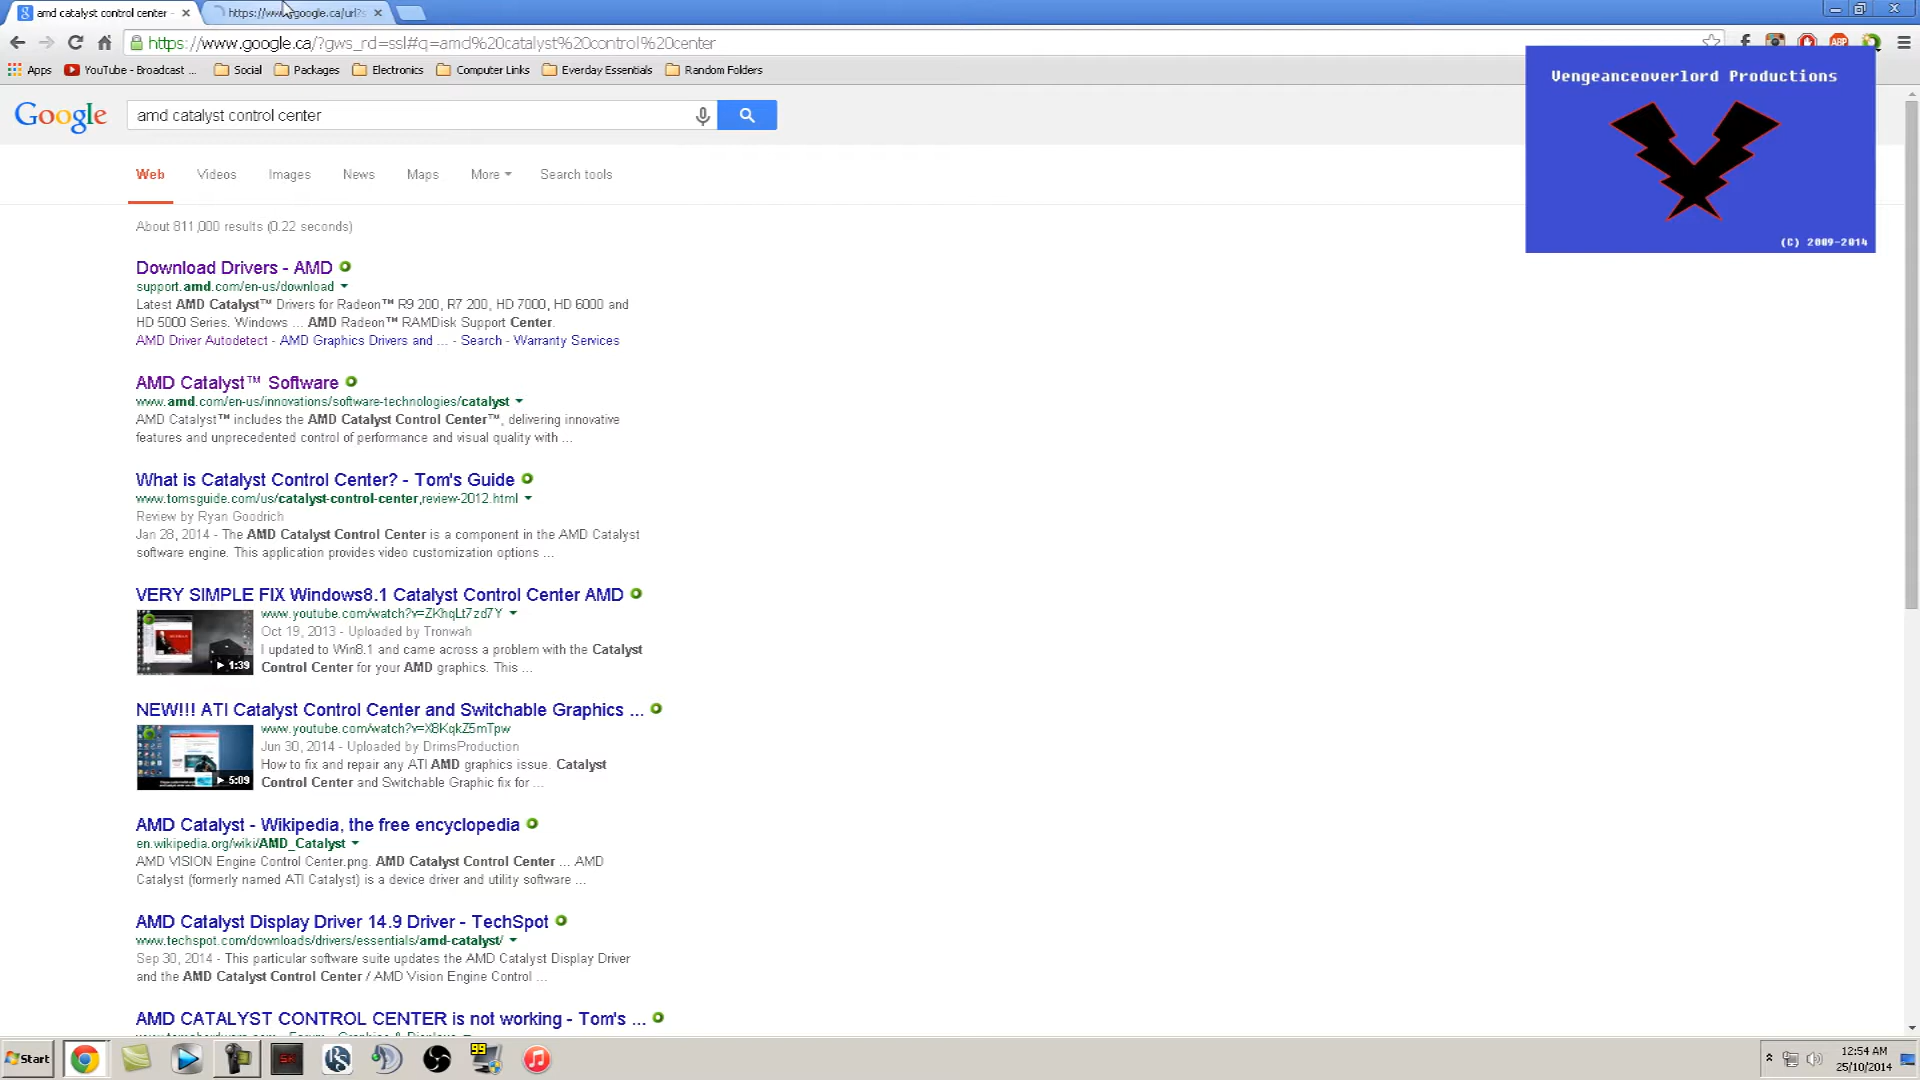 amd catalyst control center -
https://www.google.ca/url?s
https://www.google.ca/?gws_rd=ssl#q=amd%20catalyst%20control%20center
Apps
YouTube - Broadcast ...
Social
Packages
Electronics
Computer Links
Everday Essentials
Random Folders
Vengeanceoverlord Productions
(C) 2009-2014
Google
amd catalyst control center
Web
Videos
Images
News
Maps
More
Search tools
About 811,000 results (0.22 seconds)
Download Drivers - AMD
support.amd.com/en-us/download
Latest AMD Catalyst™ Drivers for Radeon™ R9 200, R7 200, HD 7000, HD 6000 and
HD 5000 Series. Windows ... AMD Radeon™ RAMDisk Support Center.
AMD Driver Autodetect - AMD Graphics Drivers and ... - Search - Warranty Services
AMD Catalyst™ Software
www.amd.com/en-us/innovations/software-technologies/catalyst
AMD Catalyst™ includes the AMD Catalyst Control Center™, delivering innovative
features and unprecedented control of performance and visual quality with ...
What is Catalyst Control Center? - Tom's Guide
www.tomsguide.com/us/catalyst-control-center,review-2012.html
Review by Ryan Goodrich
Jan 28, 2014 - The AMD Catalyst Control Center is a component in the AMD Catalyst
software engine. This application provides video customization options ...
VERY SIMPLE FIX Windows8.1 Catalyst Control Center AMD
www.youtube.com/watch?v=ZKhqLt7zd7Y
Oct 19, 2013 - Uploaded by Tronwah
I updated to Win8.1 and came across a problem with the Catalyst
Control Center for your AMD graphics. This ...
1:39
NEW!!! ATI Catalyst Control Center and Switchable Graphics ...
www.youtube.com/watch?v=X8KqkZ5mTpw
Jun 30, 2014 - Uploaded by DrimsProduction
How to fix and repair any ATI AMD graphics issue. Catalyst
Control Center and Switchable Graphic fix for ...
5:09
AMD Catalyst - Wikipedia, the free encyclopedia
en.wikipedia.org/wiki/AMD_Catalyst
AMD VISION Engine Control Center.png. AMD Catalyst Control Center ... AMD
Catalyst (formerly named ATI Catalyst) is a device driver and utility software ...
AMD Catalyst Display Driver 14.9 Driver - TechSpot
www.techspot.com/downloads/drivers/essentials/amd-catalyst/
Sep 30, 2014 - This particular software suite updates the AMD Catalyst Display Driver
and the AMD Catalyst Control Center / AMD Vision Engine Control ...
AMD CATALYST CONTROL CENTER is not working - Tom's ...
Start
99
12:54 AM
25/10/2014